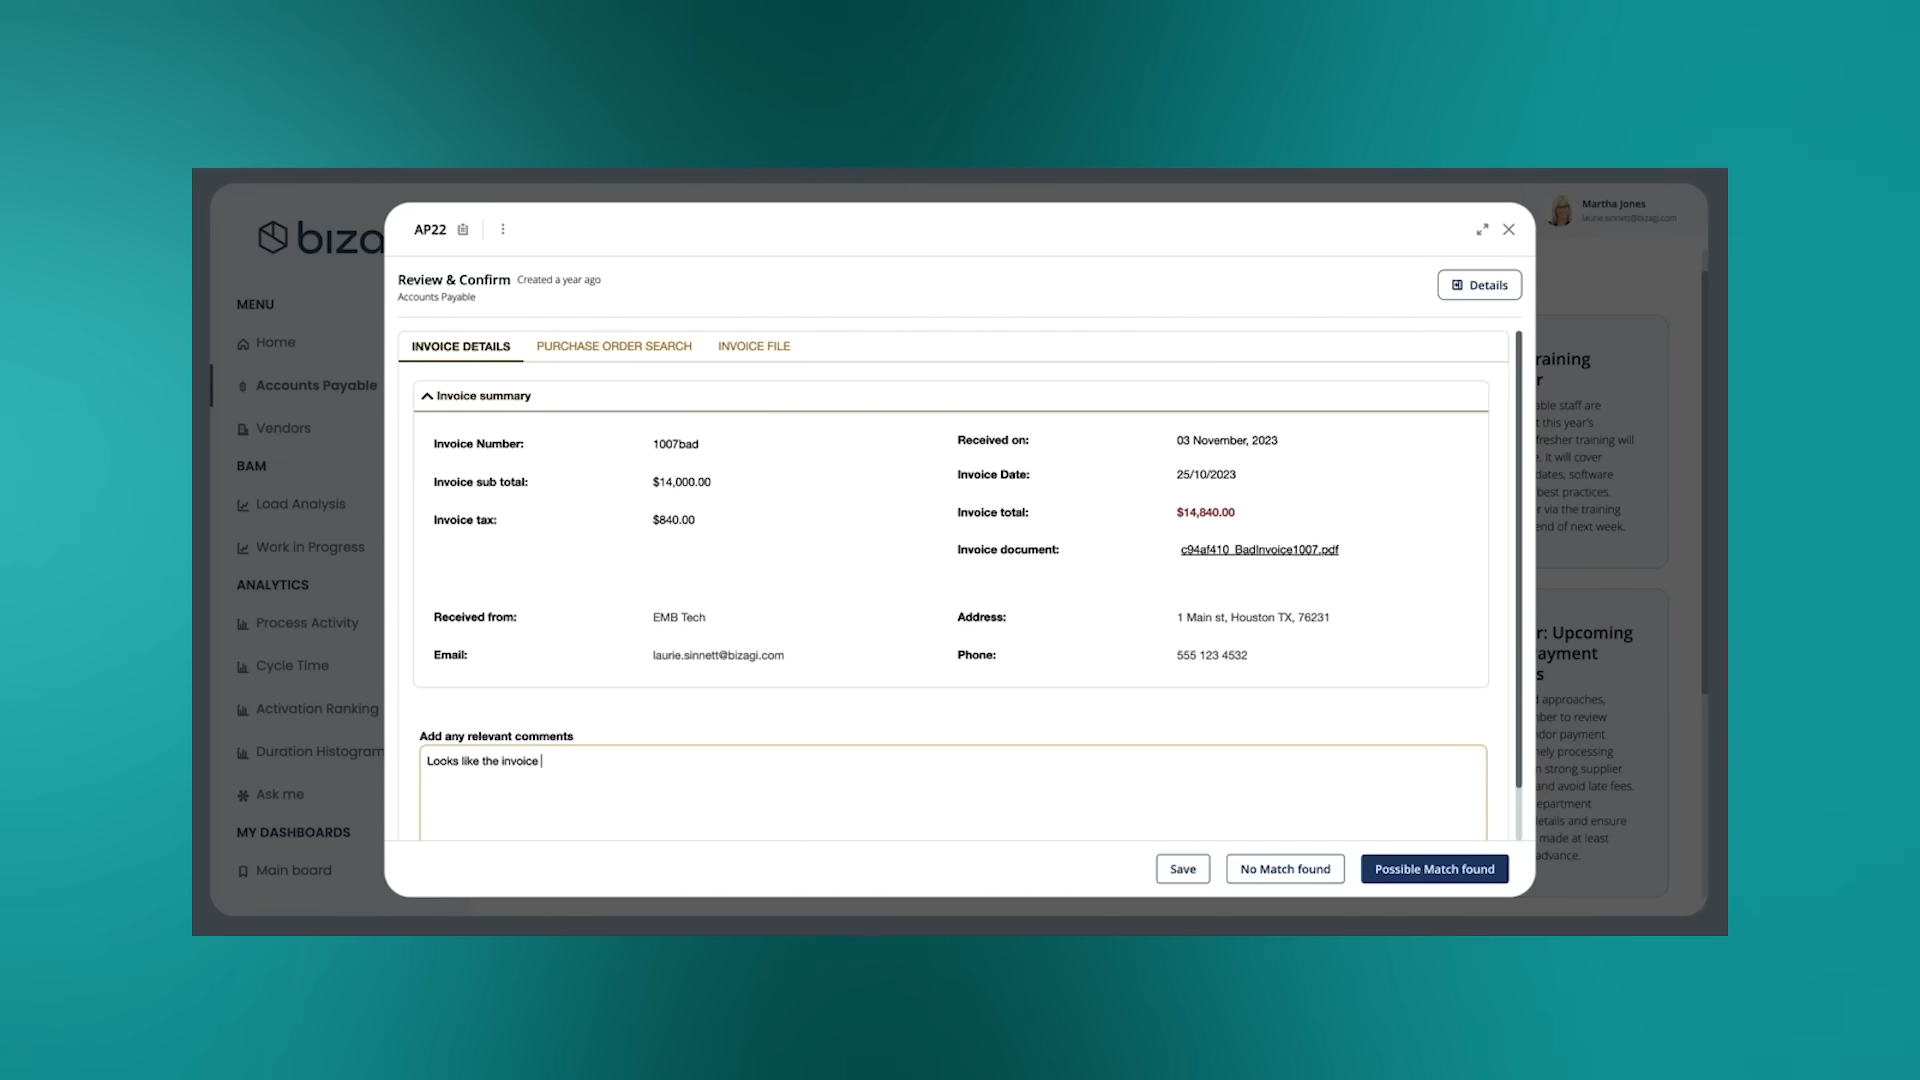 biza
Martha Jones
laurie.sinnett@bizagi.com
MENU
Home
Accounts Payable
Vendors
BAM
Load Analysis
Work in Progress
ANALYTICS
Process Activity
Cycle Time
Activation Ranking
Duration Histogram
Ask me
MY DASHBOARDS
Main board
AP22
Review & Confirm Created a year ago
Accounts Payable
Details
INVOICE DETAILS PURCHASE ORDER SEARCH INVOICE FILE
Invoice summary
Invoice Number: 1007bad
Received on: 03 November, 2023
Invoice sub total: $14,000.00
Invoice Date: 25/10/2023
Invoice tax: $840.00
Invoice total: $14,840.00
Invoice document: c94af410_BadInvoice1007.pdf
Received from: EMB Tech
Address: 1 Main st, Houston TX, 76231
Email: laurie.sinnett@bizagi.com
Phone: 555 123 4532
Add any relevant comments
Looks like the invoice
Save
No Match found
Possible Match found
raining
r
able staff are
t this year's
fresher training will
. It will cover
dates, software
best practices.
r via the training
end of next week.
r: Upcoming
ayment
s
approaches,
ber to review
dor payment
nely processing
n strong supplier
and avoid late fees.
epartment
details and ensure
made at least
advance.